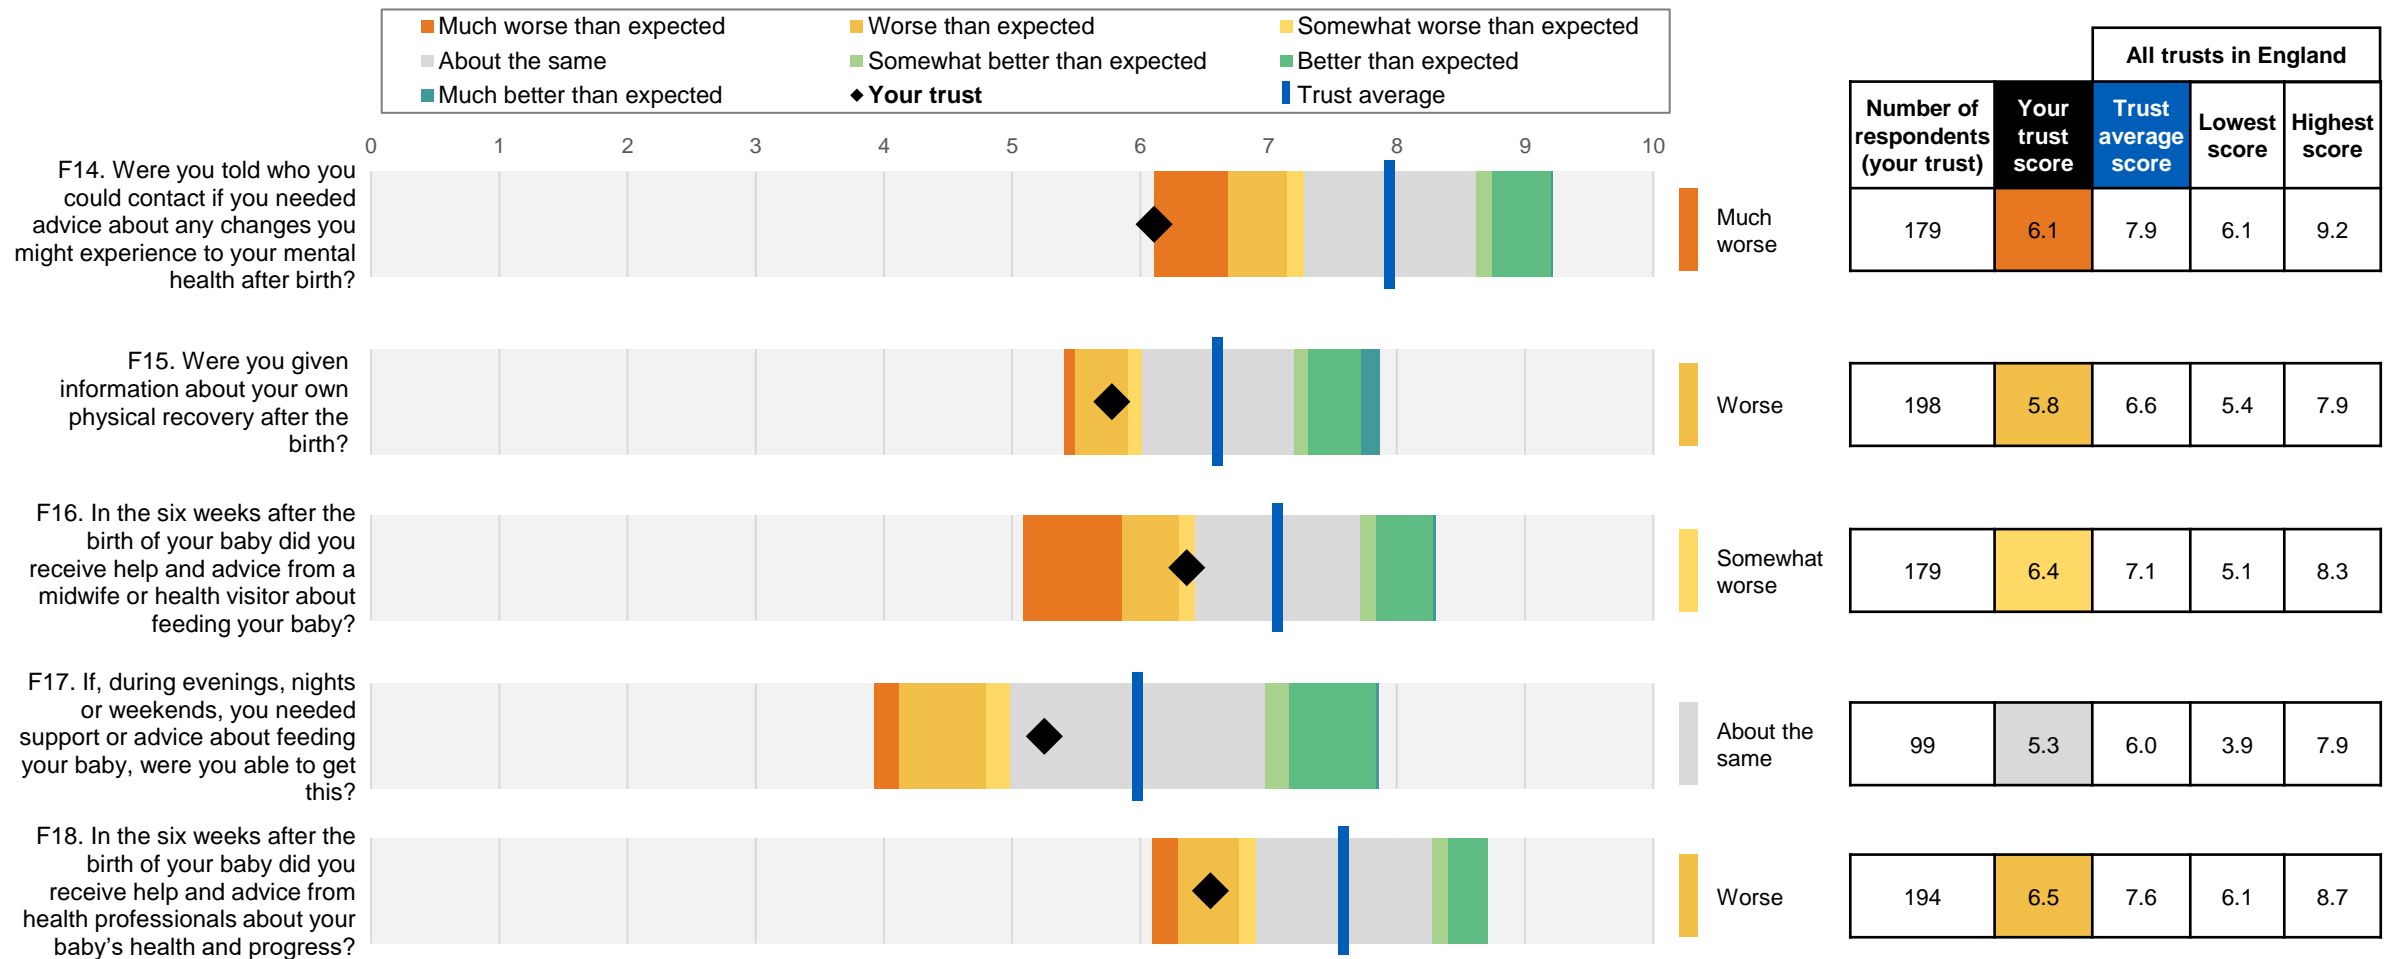 Much worse than expected
Worse than expected
Somewhat worse than expected
About the same
Somewhat better than expected
Better than expected
Much better than expected
Your trust
Trust average
All trusts in England
Number of
respondents
(your trust)
Your
trust
score
Trust
average
score
Lowest
score
Highest
score
0 1 2 3 4 5 6 7 8 9 10
F14. Were you told who you
could contact if you needed
advice about any changes you
might experience to your mental
health after birth?
Much
worse
179 6.1 7.9 6.1 9.2
F15. Were you given
information about your own
physical recovery after the
birth?
Worse
198 5.8 6.6 5.4 7.9
F16. In the six weeks after the
birth of your baby did you
receive help and advice from a
midwife or health visitor about
feeding your baby?
Somewhat
worse
179 6.4 7.1 5.1 8.3
F17. If, during evenings, nights
or weekends, you needed
support or advice about feeding
your baby, were you able to get
this?
About the
same
99 5.3 6.0 3.9 7.9
F18. In the six weeks after the
birth of your baby did you
receive help and advice from
health professionals about your
baby’s health and progress?
Worse
194 6.5 7.6 6.1 8.7